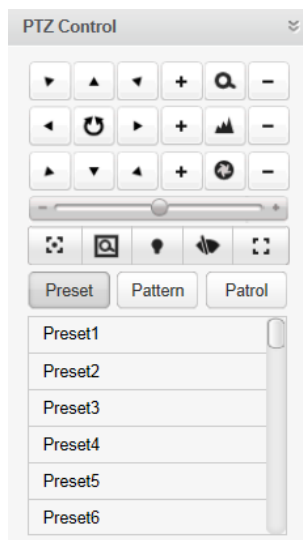 PTZ Control
Preset Pattern Patrol
Preset1
Preset2
Preset3
Preset4
Preset5
Preset6